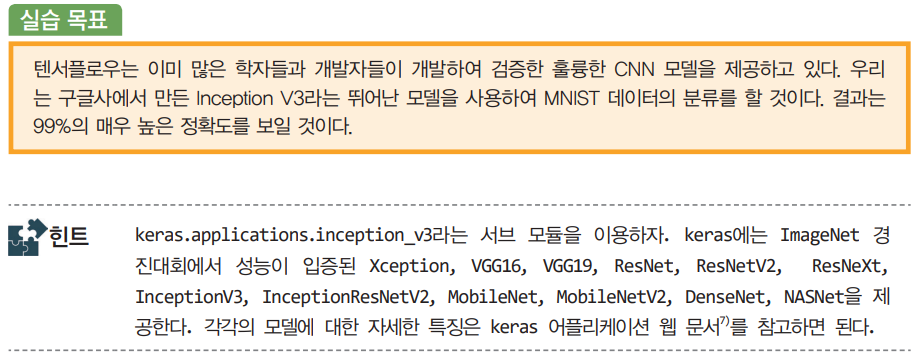 실습 목표
텐서플로우는 이미 많은 학자들과 개발자들이 개발하여 검증한 훌륭한 CNN 모델을 제공하고 있다. 우리
는 구글사에서 만든 Inception V3라는 뛰어난 모델을 사용하여 MNIST 데이터의 분류를 할 것이다. 결과는
99%의 매우 높은 정확도를 보일 것이다.
힌트
keras.applications.inception_v3라는 서브 모듈을 이용하자. keras에는 ImageNet 경
진대회에서 성능이 입증된 Xception, VGG16, VGG19, ResNet, ResNetV2, ResNeXt,
InceptionV3, InceptionResNetV2, MobileNet, MobileNetV2, DenseNet, NASNet을 제
공한다. 각각의 모델에 대한 자세한 특징은 keras 어플리케이션 웹 문서7)를 참고하면 된다.